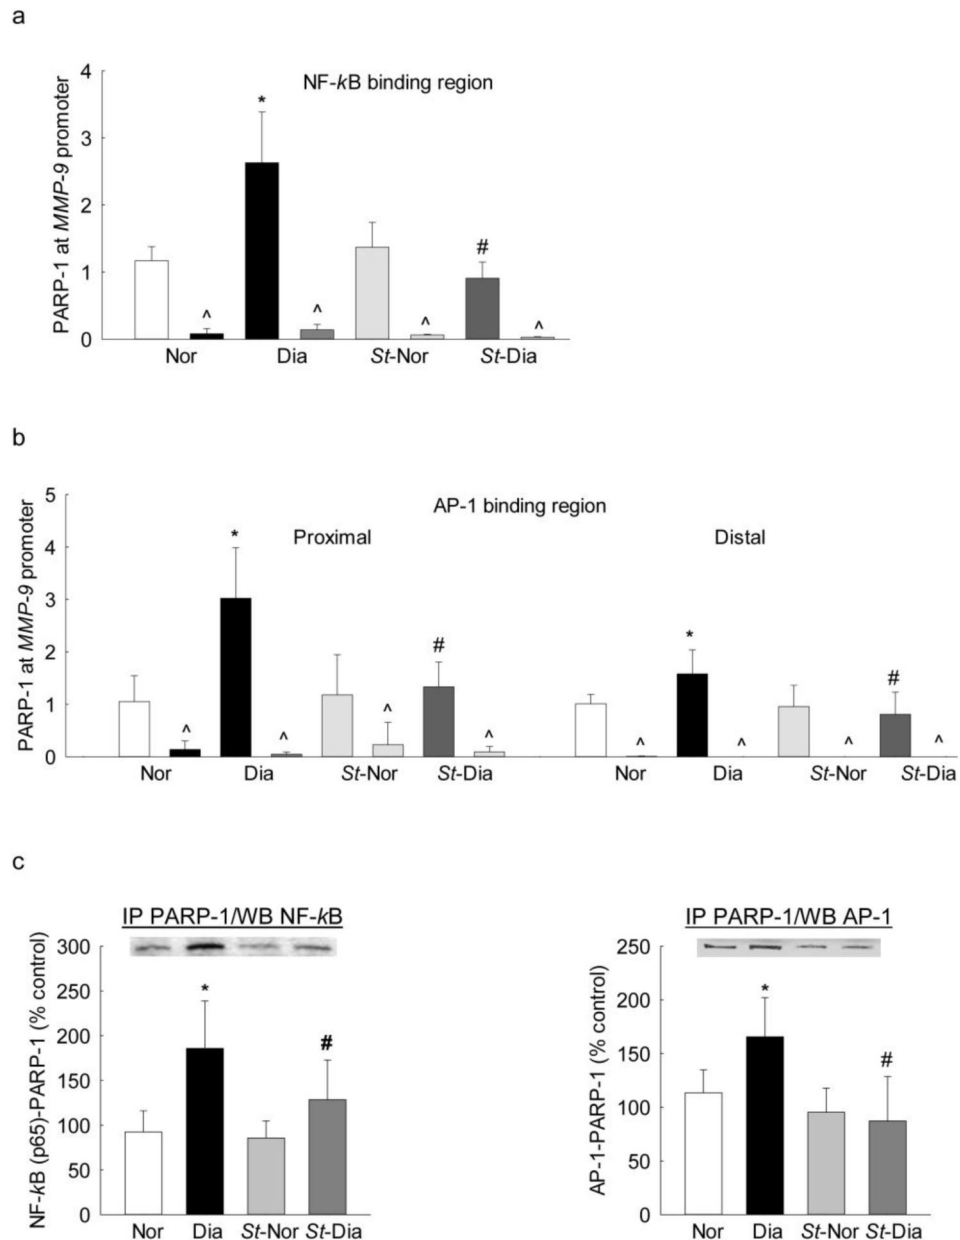 a
NF-kB binding region
PARP-1 at MMP-9 promoter
4
3
2
1
0
*
^
^
^
#
^
Nor Dia St-Nor St-Dia
b
AP-1 binding region
Proximal Distal
PARP-1 at MMP-9 promoter
5
4
3
2
1
0
*
^
^
^
#
^
*
^
^
^
#
^
Nor Dia St-Nor St-Dia Nor Dia St-Nor St-Dia
c
IP PARP-1/WB NF-kB
NF-kB (p65)-PARP-1 (% control)
300
250
200
150
100
50
0
*
#
Nor Dia St-Nor St-Dia
IP PARP-1/WB AP-1
AP-1-PARP-1 (% control)
250
200
150
100
50
0
*
#
Nor Dia St-Nor St-Dia